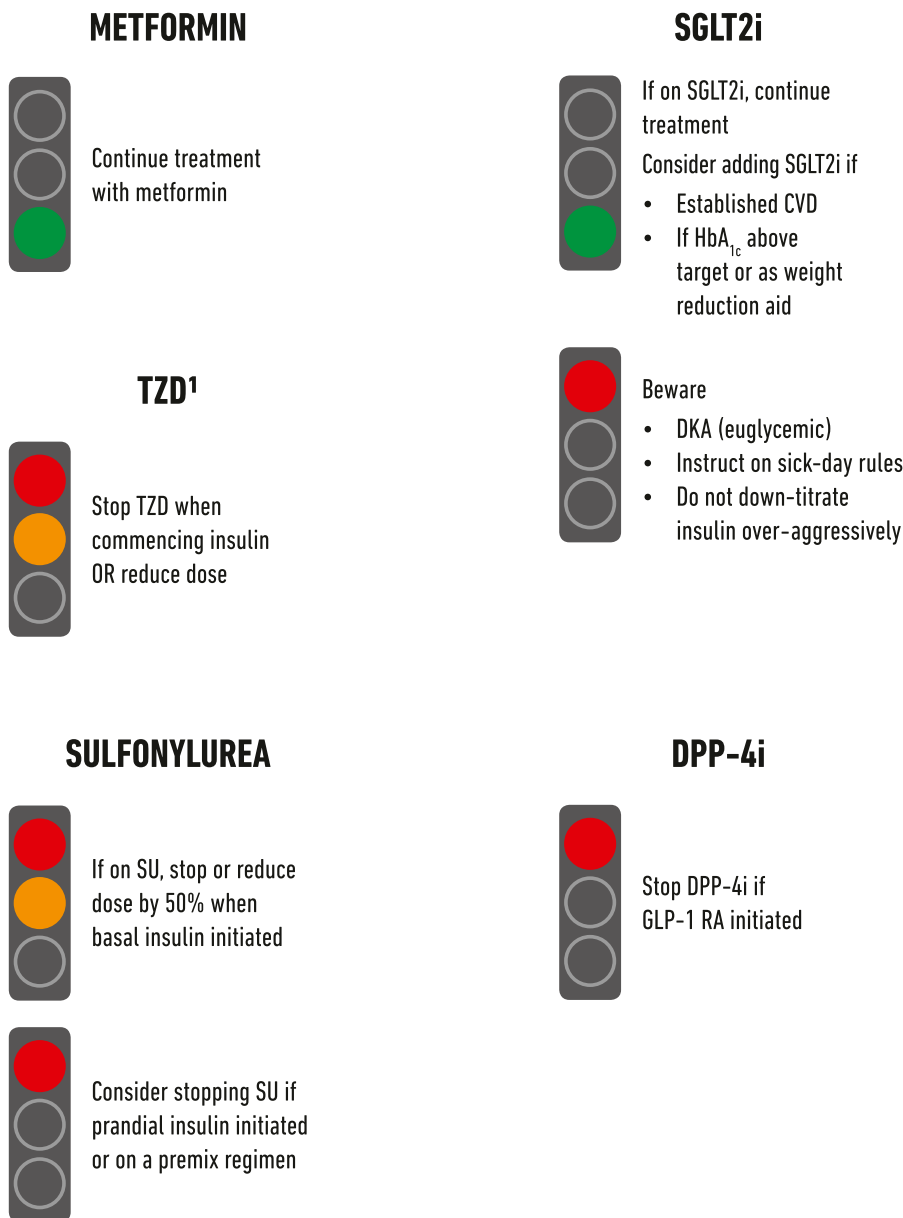 METFORMIN
Continue treatment
with metformin
SGLT2i
If on SGLT2i, continue
treatment
Consider adding SGLT2i if
• Established CVD
• If HbA1c above
target or as weight
reduction aid
Beware
• DKA (euglycemic)
• Instruct on sick-day rules
• Do not down-titrate
insulin over-aggressively
TZD¹
Stop TZD when
commencing insulin
OR reduce dose
SULFONYLUREA
If on SU, stop or reduce
dose by 50% when
basal insulin initiated
Consider stopping SU if
prandial insulin initiated
or on a premix regimen
DPP-4i
Stop DPP-4i if
GLP-1 RA initiated